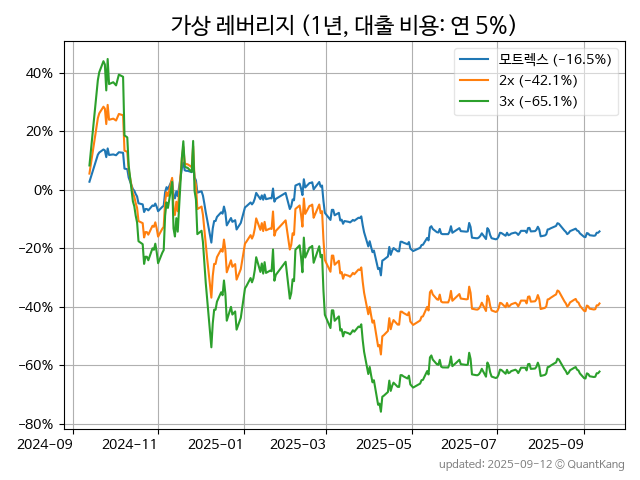 가상 레버리지 (1년, 대출 비용: 연 5%)
모트렉스 (-16.5%)
2x (-42.1%)
3x (-65.1%)
40%
20%
0%
-20%
-40%
-60%
-80%
2024-09
2024-11
2025-01
2025-03
2025-05
2025-07
2025-09
updated: 2025-09-12 © QuantKang